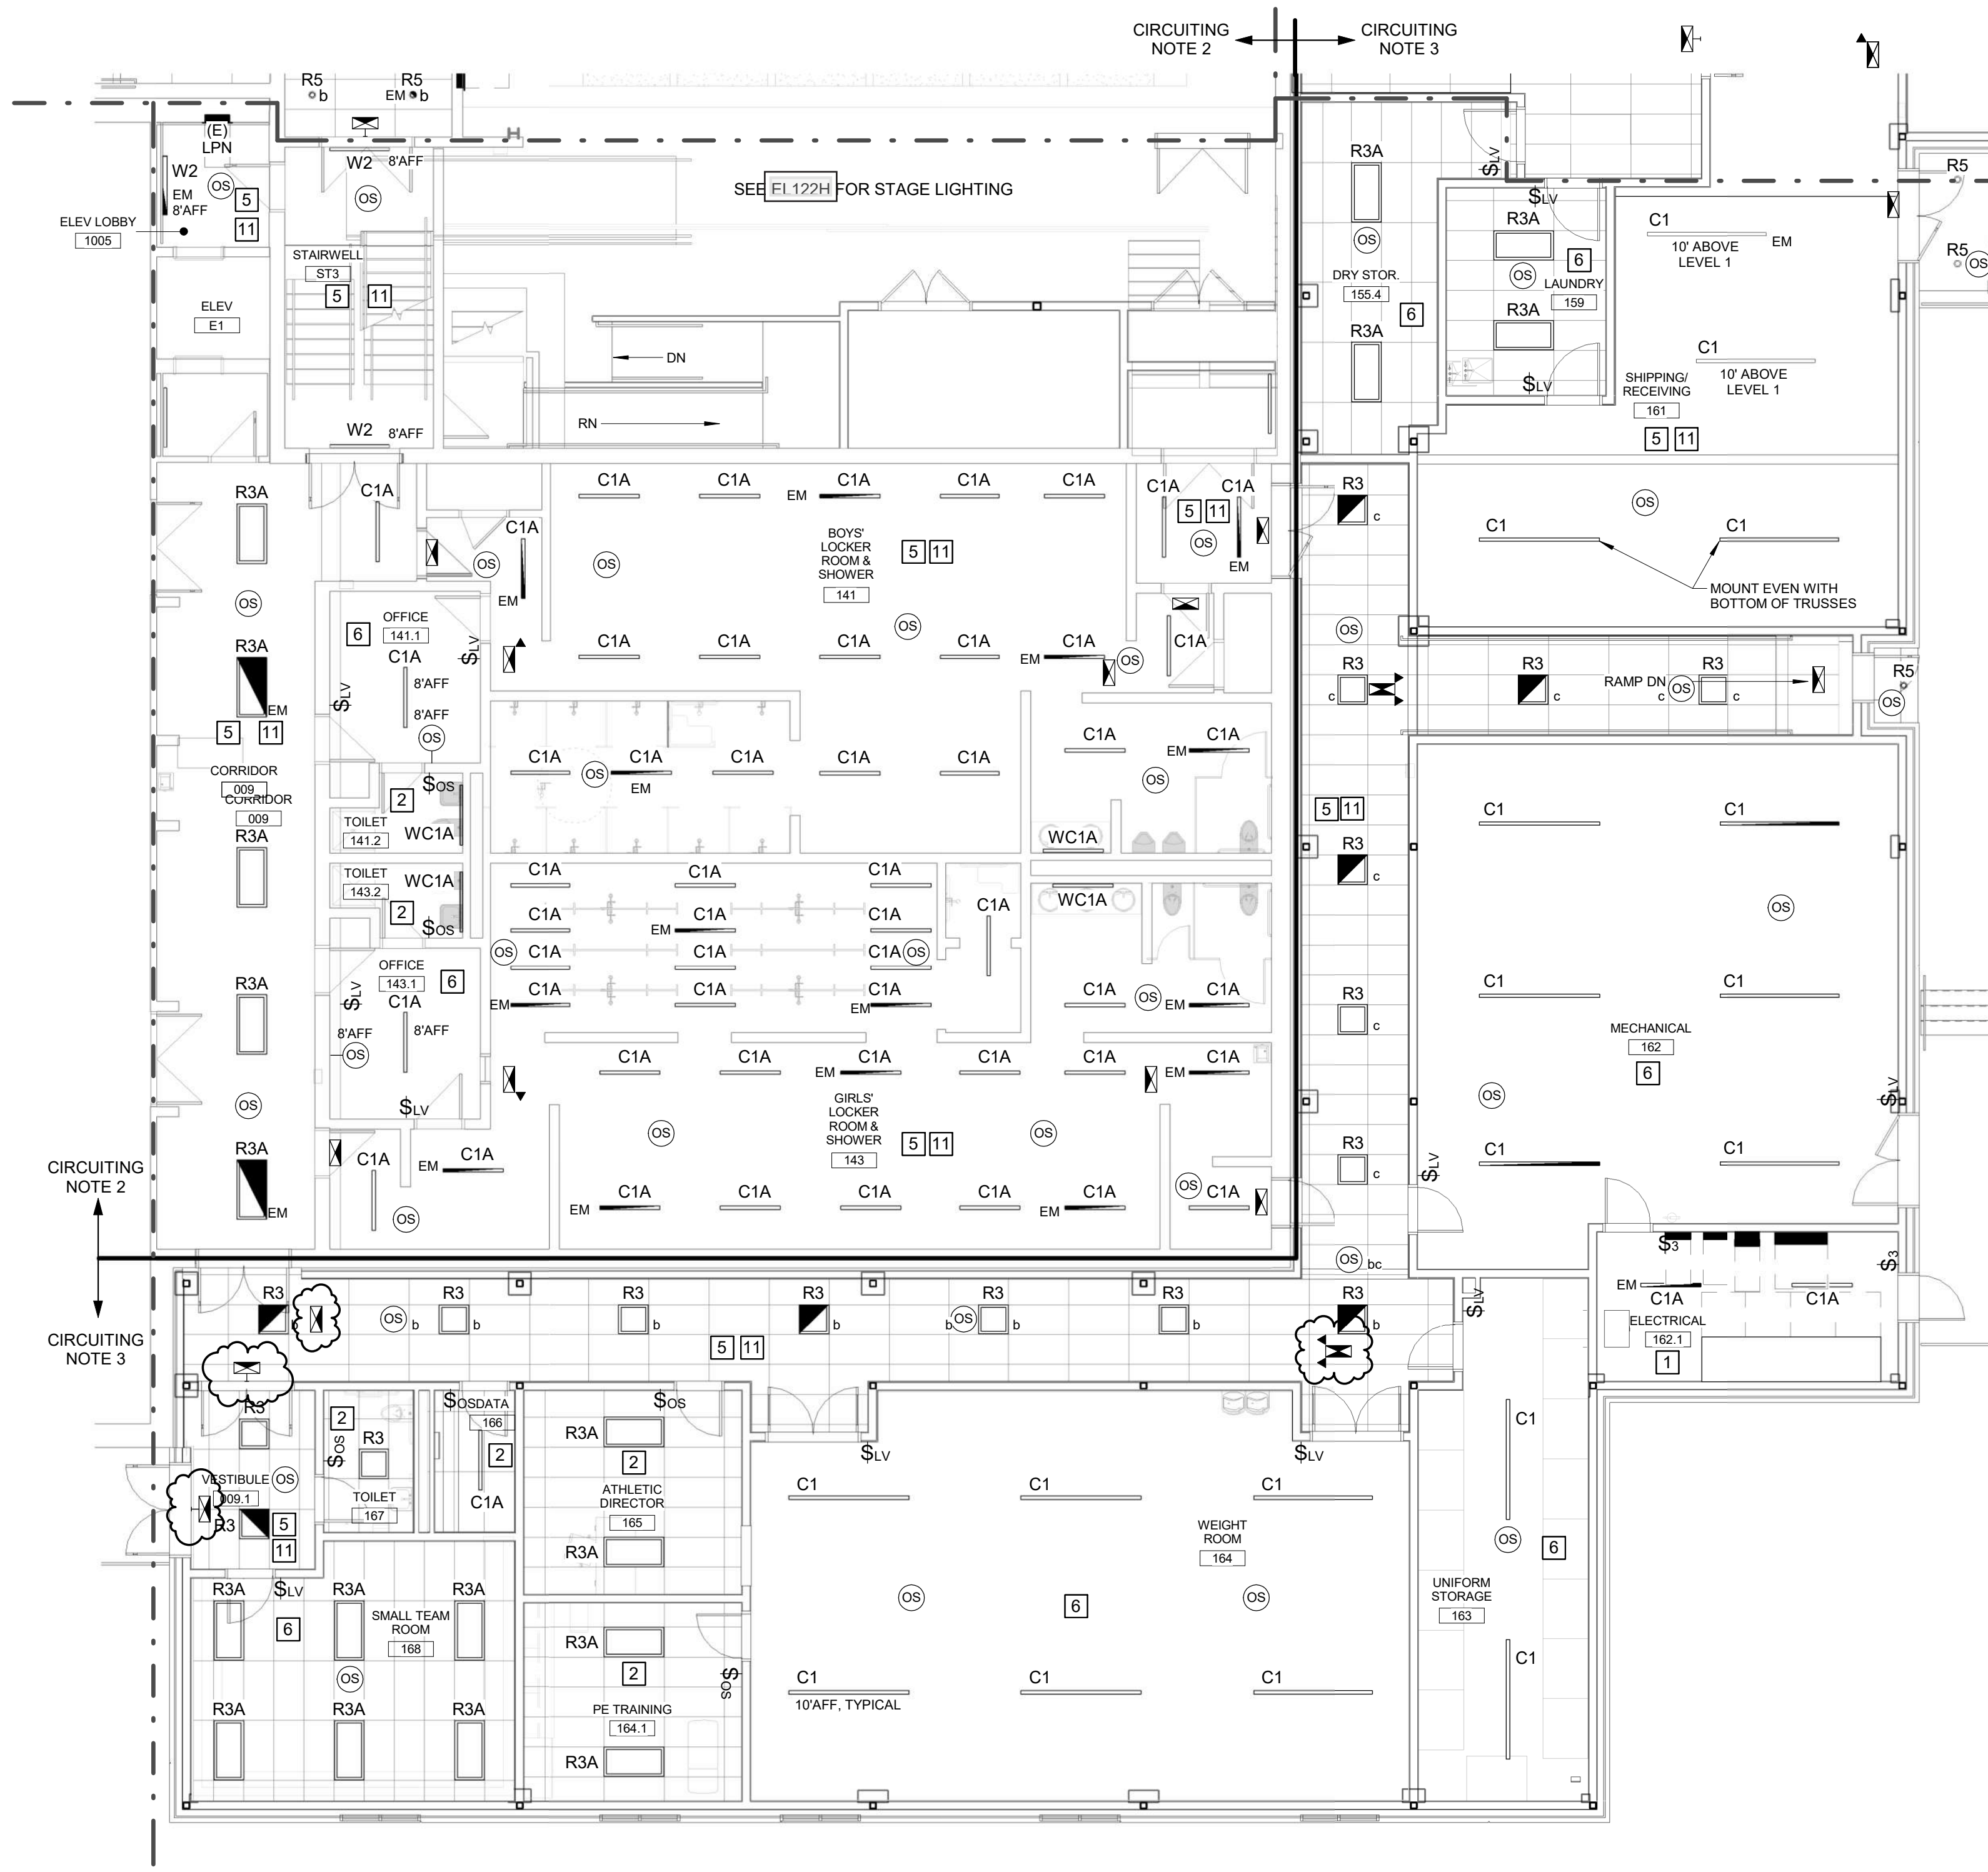 CIRCUITING
NOTE 2
CIRCUITING
NOTE 3
R5
b
R5
EM b
(E)
LPN
W2
EM
8'AFF
OS
5
11
ELEV LOBBY
1005
W2 8'AFF
OS
STAIRWELL
ST3
5 11
ELEV
E1
W2 8'AFF
SEE EL122H FOR STAGE LIGHTING
DN
RN
R3A
OS
DRY STOR.
155.4
6
R3A
$LV
$LV
R3A
OS
6
LAUNDRY
159
R3A
$LV
C1
EM
10' ABOVE
LEVEL 1
C1
10' ABOVE
LEVEL 1
SHIPPING/
RECEIVING
161
5 11
R5
R5
OS
OS
C1
C1
MOUNT EVEN WITH
BOTTOM OF TRUSSES
R3A
OS
R3A
EM
5 11
CORRIDOR
009
CORRIDOR
009
R3A
R3A
OS
R3A
EM
C1A
OS
C1A
EM
C1A
C1A
EM
C1A
C1A
C1A
OS
BOYS'
LOCKER
ROOM &
SHOWER
141
5 11
OS
C1A
C1A
C1A
C1A
EM
C1A
OS
C1A
C1A
C1A
5 11
OS
EM
OFFICE
141.1
6
C1A
8'AFF
8'AFF
$LV
$LV
OS
$OS
2
TOILET
141.2
WC1A
TOILET
143.2
WC1A
2
$OS
OFFICE
143.1
6
$LV
C1A
8'AFF
8'AFF
OS
$LV
C1A
OS
C1A
EM
C1A
C1A
C1A
C1A
EM
C1A
OS
WC1A
WC1A
C1A
C1A
C1A
C1A
C1A
EM
C1A
C1A
OS
C1A
C1A
C1A
OS
EM
C1A
C1A
EM
C1A
C1A
C1A
OS
EM
C1A
C1A
C1A
EM
C1A
C1A
C1A
EM
C1A
OS
GIRLS'
LOCKER
ROOM &
SHOWER
143
5 11
OS
C1A
EM
C1A
OS
EM
C1A
C1A
C1A
C1A
EM
C1A
OS
C1A
R3
c
OS
R3
c
R3
c
R3
c
OS
RAMP DN
R5
OS
5 11
R3
c
R3
c
R3
c
OS
bc
C1
C1
OS
C1
C1
MECHANICAL
162
6
OS
$LV
C1
C1
$LV
$3
$3
EM
C1A
C1A
ELECTRICAL
162.1
1
CIRCUITING
NOTE 2
CIRCUITING
NOTE 3
R3
b
OS
b
R3
b
R3
b
R3
b
b
OS
R3
b
R3
b
R3
5 11
$LV
R3
VESTIBULE
009.1
OS
R3
5
11
2
$OS
R3
TOILET
167
$OS
DATA
166
2
C1A
$OS
R3A
2
ATHLETIC
DIRECTOR
165
R3A
$LV
$LV
C1
C1
C1
WEIGHT
ROOM
164
OS
6
OS
C1
C1
C1
10'AFF, TYPICAL
C1
OS
6
UNIFORM
STORAGE
163
C1
R3A
$LV
R3A
R3A
6
SMALL TEAM
ROOM
168
OS
R3A
R3A
R3A
R3A
2
$OS
PE TRAINING
164.1
R3A